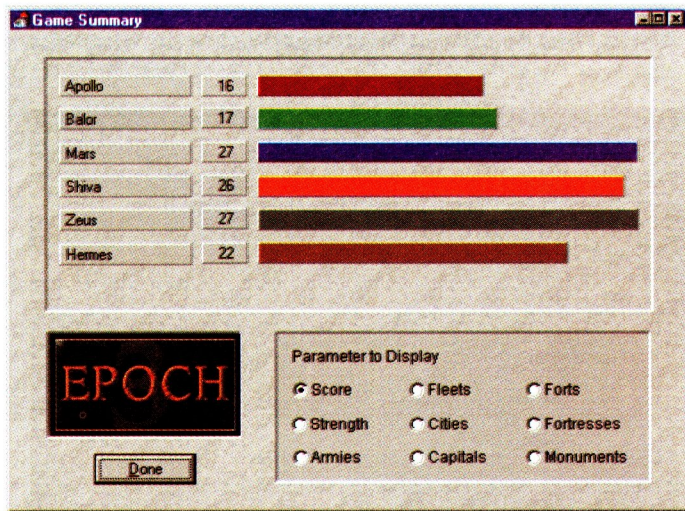 Game Summary
Apollo 16
Balor 17
Mars 27
Shiva 26
Zeus 27
Hermes 22
EPOCH
Parameter to Display
Score Fleets Forts
Strength Cities Fortresses
Armies Capitals Monuments
Done